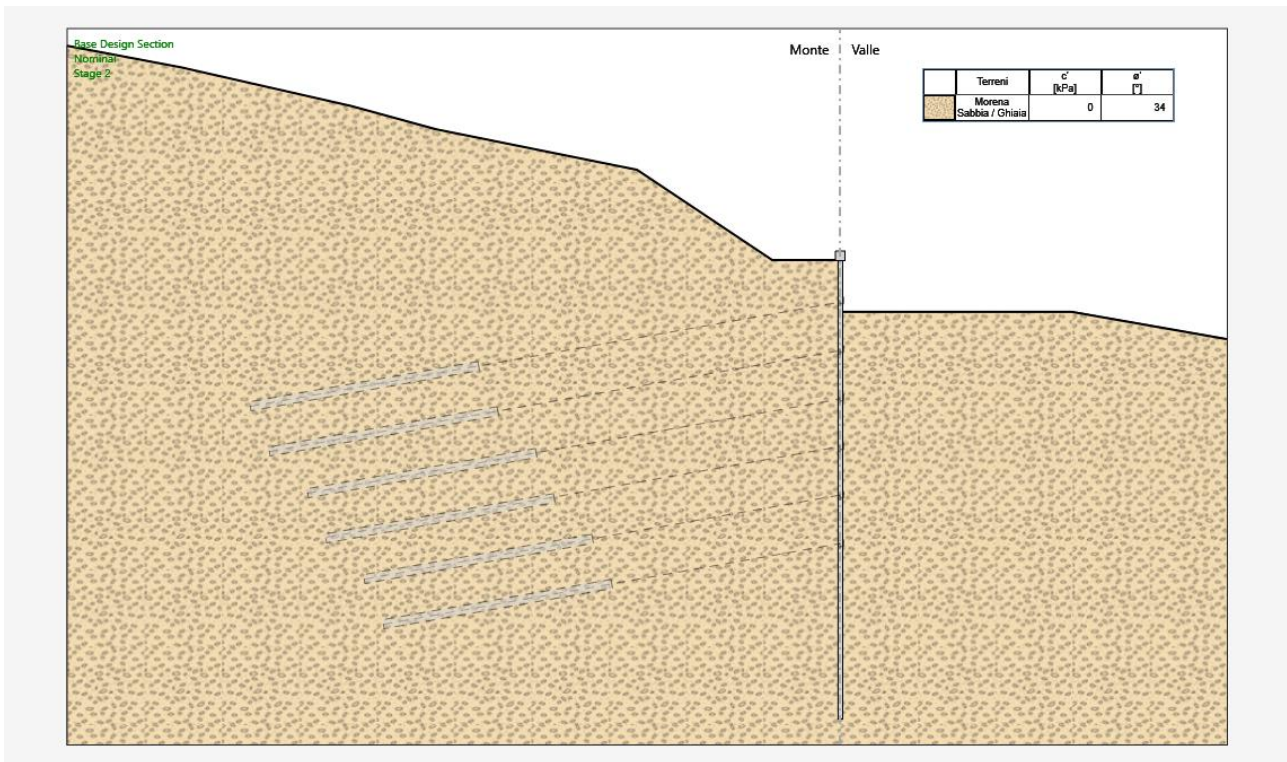 Base Design Section
Nominal
Stage 2
Monte Valle
Terreni c' [kPa] ø' [°]
Morena Sabbia / Ghiaia 0 34